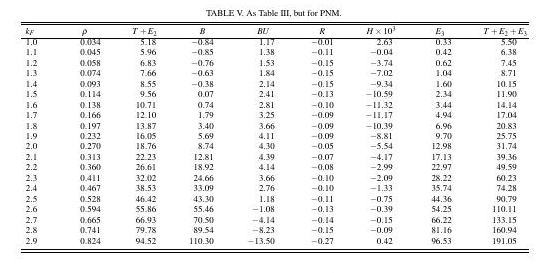 TABLE V. As Table III, but for PNM.
kF ρ T + E2 B BU R H × 10³ E3 T + E2 + E3
1.0 0.034 5.18 −0.84 1.17 −0.01 2.63 0.33 5.50
1.1 0.045 5.96 −0.85 1.38 −0.11 −0.04 0.42 6.38
1.2 0.058 6.83 −0.76 1.53 −0.15 −3.74 0.62 7.45
1.3 0.074 7.66 −0.63 1.84 −0.15 −7.02 1.04 8.71
1.4 0.093 8.55 −0.38 2.14 −0.15 −9.34 1.60 10.15
1.5 0.114 9.56 0.07 2.41 −0.13 −10.59 2.34 11.90
1.6 0.138 10.71 0.74 2.81 −0.10 −11.32 3.44 14.14
1.7 0.166 12.10 1.79 3.25 −0.09 −11.17 4.94 17.04
1.8 0.197 13.87 3.40 3.66 −0.09 −10.39 6.96 20.83
1.9 0.232 16.05 5.69 4.11 −0.09 −8.81 9.70 25.75
2.0 0.270 18.76 8.74 4.30 −0.05 −5.54 12.98 31.74
2.1 0.313 22.23 12.81 4.39 −0.07 −4.17 17.13 39.36
2.2 0.360 26.61 18.92 4.14 −0.08 −2.99 22.97 49.59
2.3 0.411 32.02 24.66 3.66 −0.10 −2.09 28.22 60.23
2.4 0.467 38.53 33.09 2.76 −0.10 −1.33 35.74 74.28
2.5 0.528 46.42 43.30 1.18 −0.11 −0.75 44.36 90.79
2.6 0.594 55.86 55.46 −1.08 −0.13 −0.39 54.25 110.11
2.7 0.665 66.93 70.50 −4.14 −0.14 −0.15 66.22 133.15
2.8 0.741 79.78 89.54 −8.23 −0.15 −0.09 81.16 160.94
2.9 0.824 94.52 110.30 −13.50 −0.27 0.42 96.53 191.05